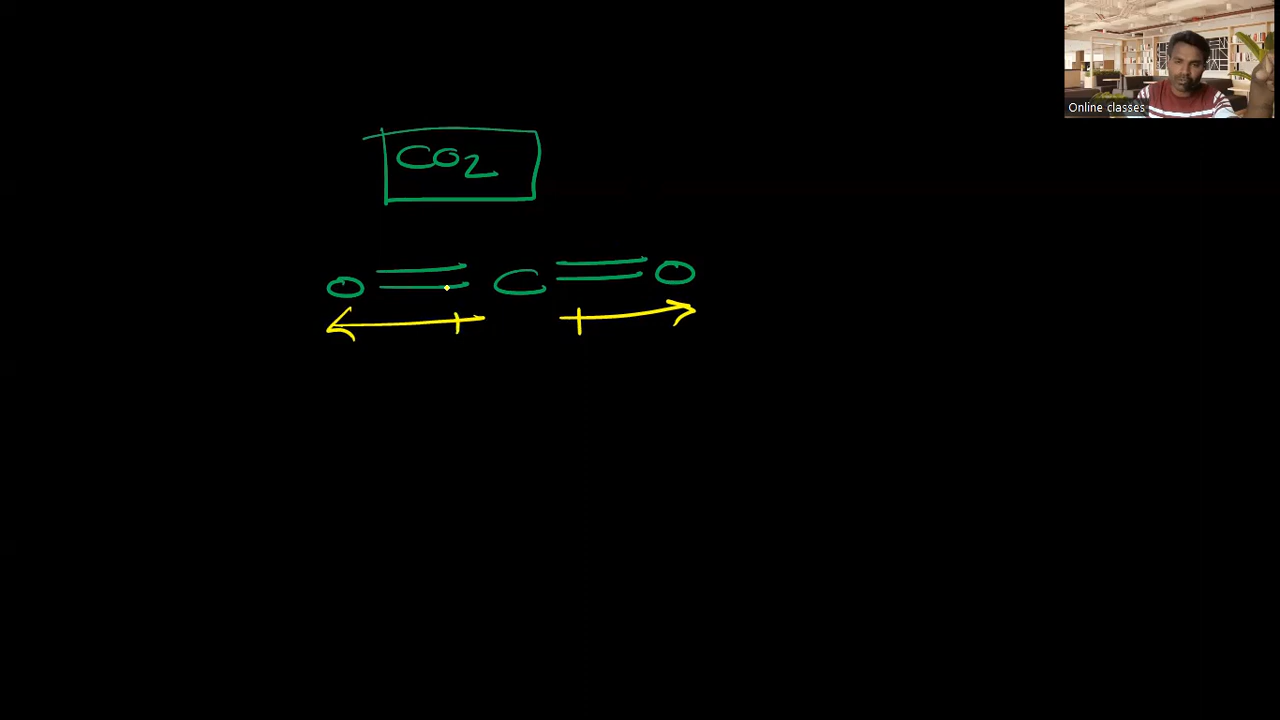 Online classes
CO2
O = C = O